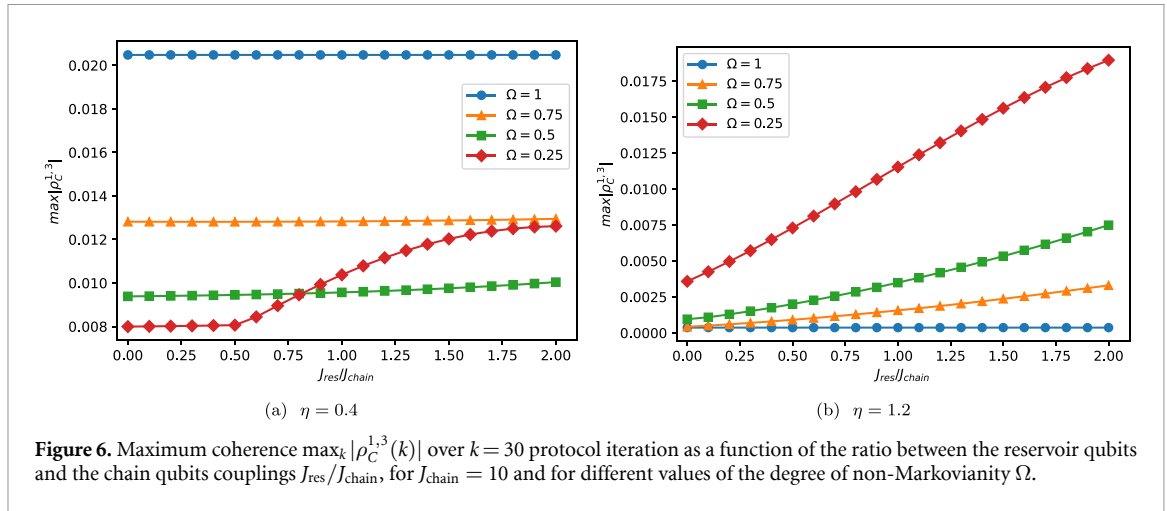 0.020
0.018
0.016
0.014
0.012
0.010
0.008
max|ρ_C^{1,3}|
Ω = 1
Ω = 0.75
Ω = 0.5
Ω = 0.25
0.00 0.25 0.50 0.75 1.00 1.25 1.50 1.75 2.00
J_res/J_chain
(a) η = 0.4
0.0175
0.0150
0.0125
0.0100
0.0075
0.0050
0.0025
0.0000
max|ρ_C^{1,3}|
Ω = 1
Ω = 0.75
Ω = 0.5
Ω = 0.25
0.00 0.25 0.50 0.75 1.00 1.25 1.50 1.75 2.00
J_res/J_chain
(b) η = 1.2
Figure 6. Maximum coherence max_k |ρ_C^{1,3}(k)| over k = 30 protocol iteration as a function of the ratio between the reservoir qubits
and the chain qubits couplings J_res/J_chain, for J_chain = 10 and for different values of the degree of non-Markovianity Ω.